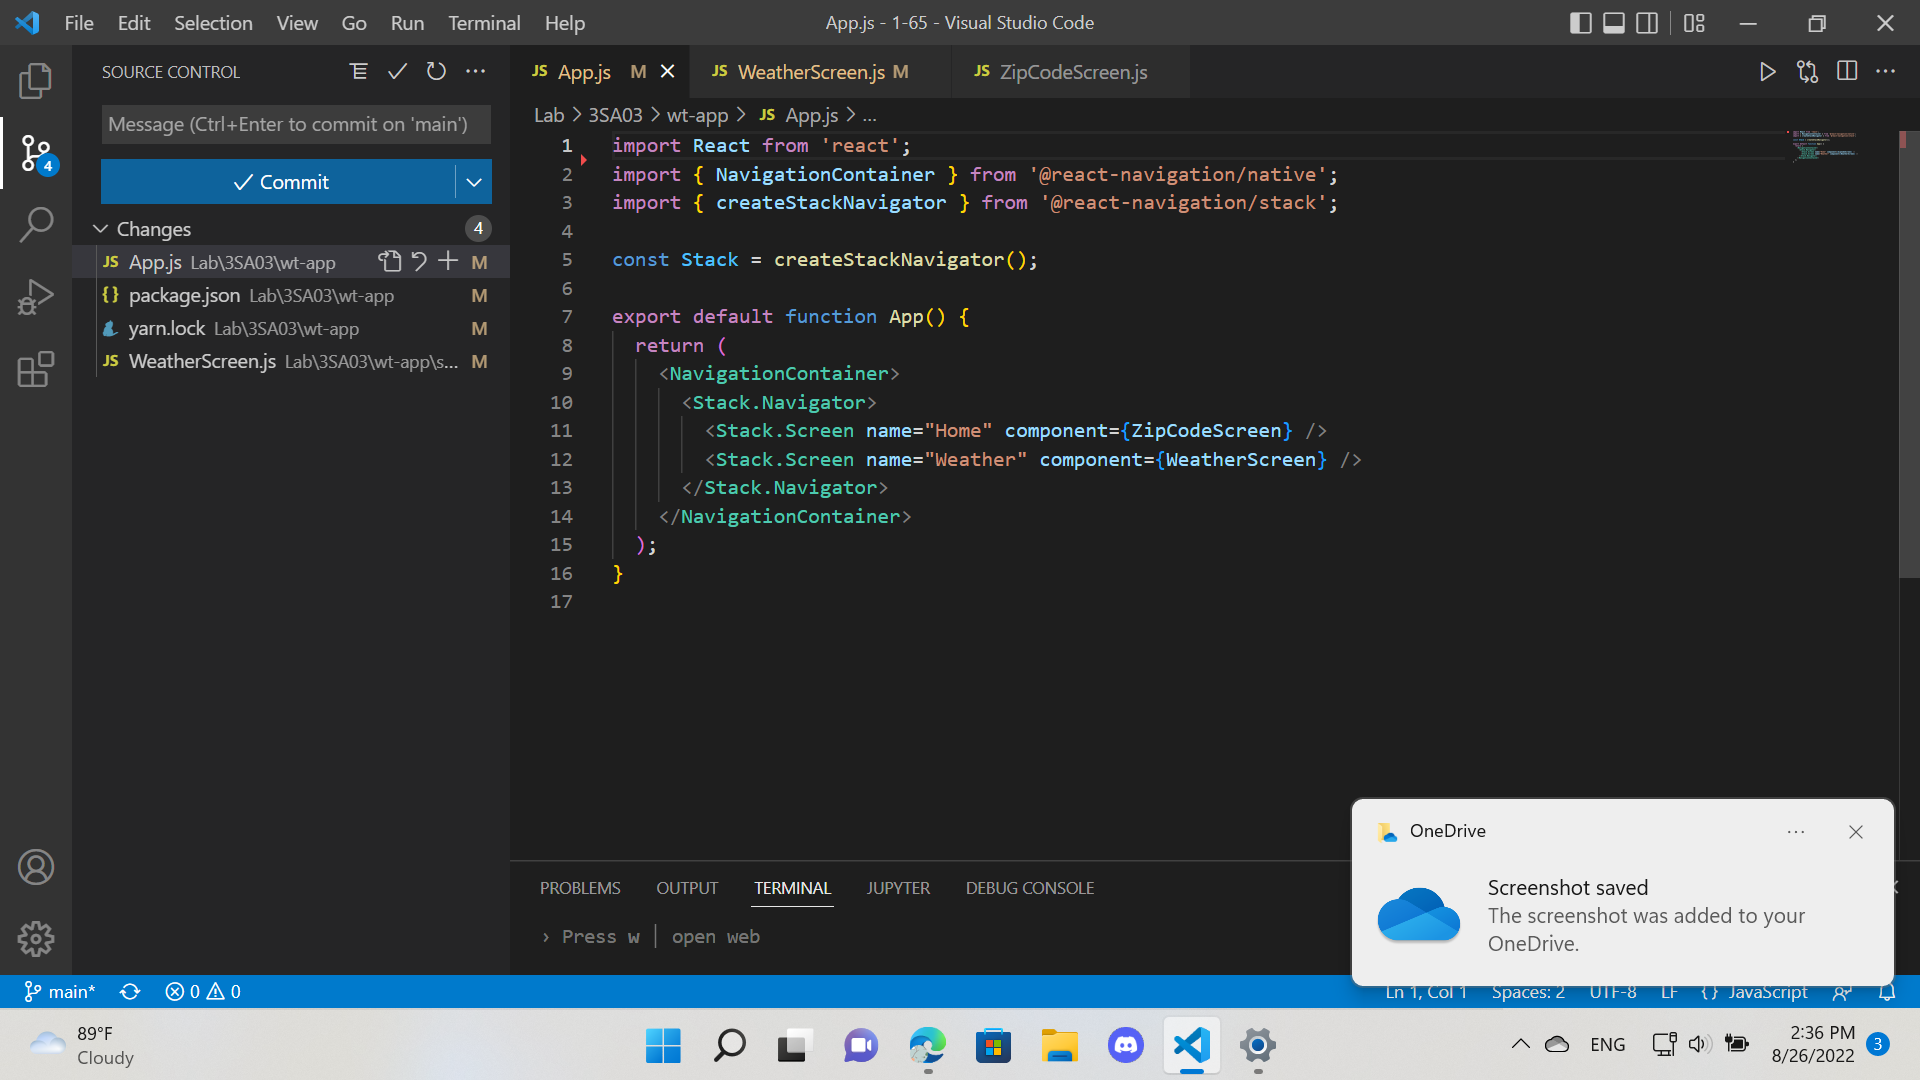 File Edit Selection View Go Run Terminal Help
App.js - 1-65 - Visual Studio Code
SOURCE CONTROL
Message (Ctrl+Enter to commit on 'main')
Commit
Changes 4
4
JS App.js Lab\3SA03\wt-app M
{} package.json Lab\3SA03\wt-app M
yarn.lock Lab\3SA03\wt-app M
JS WeatherScreen.js Lab\3SA03\wt-app\s... M
JS App.js M
JS WeatherScreen.js M
JS ZipCodeScreen.js
Lab > 3SA03 > wt-app > JS App.js > ...
1 import React from 'react';
2 import { NavigationContainer } from '@react-navigation/native';
3 import { createStackNavigator } from '@react-navigation/stack';
4
5 const Stack = createStackNavigator();
6
7 export default function App() {
8 return (
9 <NavigationContainer>
10 <Stack.Navigator>
11 <Stack.Screen name="Home" component={ZipCodeScreen} />
12 <Stack.Screen name="Weather" component={WeatherScreen} />
13 </Stack.Navigator>
14 </NavigationContainer>
15 );
16 }
17
PROBLEMS OUTPUT TERMINAL JUPYTER DEBUG CONSOLE
› Press w │ open web
OneDrive
Screenshot saved
The screenshot was added to your
OneDrive.
main* 0 0
Ln 1, Col 1 Spaces: 2 UTF-8 LF {} JavaScript
89°F
Cloudy
ENG
2:36 PM
8/26/2022
3